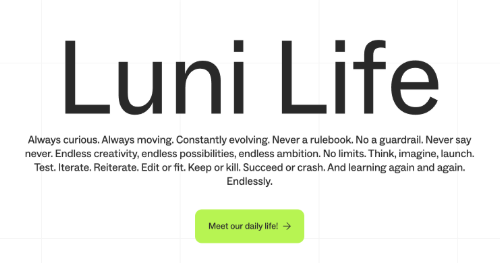 Luni Life
Always curious. Always moving. Constantly evolving. Never a rulebook. No a guardrail. Never say
never. Endless creativity, endless possibilities, endless ambition. No limits. Think, imagine, launch.
Test. Iterate. Reiterate. Edit or fit. Keep or kill. Succeed or crash. And learning again and again.
Endlessly.
Meet our daily life! →